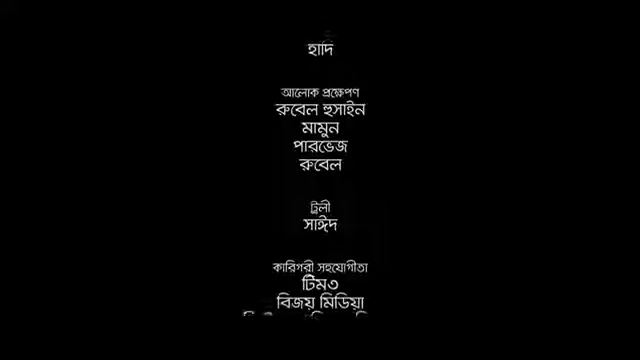 হাদি
আলোক প্রক্ষেপণ
রুবেল হুসাইন
মামুন
পারভেজ
রুবেল
ট্রলী
সাঈদ
কারিগরী সহযোগীতা
টিম৩
বিজয় মিডিয়া